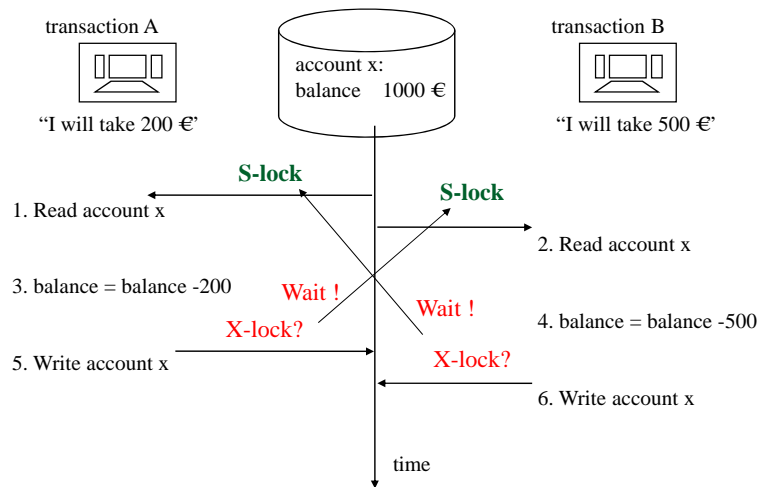 transaction A
transaction B
account x:
balance 1000 €
“I will take 200 €”
“I will take 500 €”
S-lock
S-lock
1. Read account x
2. Read account x
3. balance = balance -200
Wait !
Wait !
4. balance = balance -500
X-lock?
5. Write account x
X-lock?
6. Write account x
time